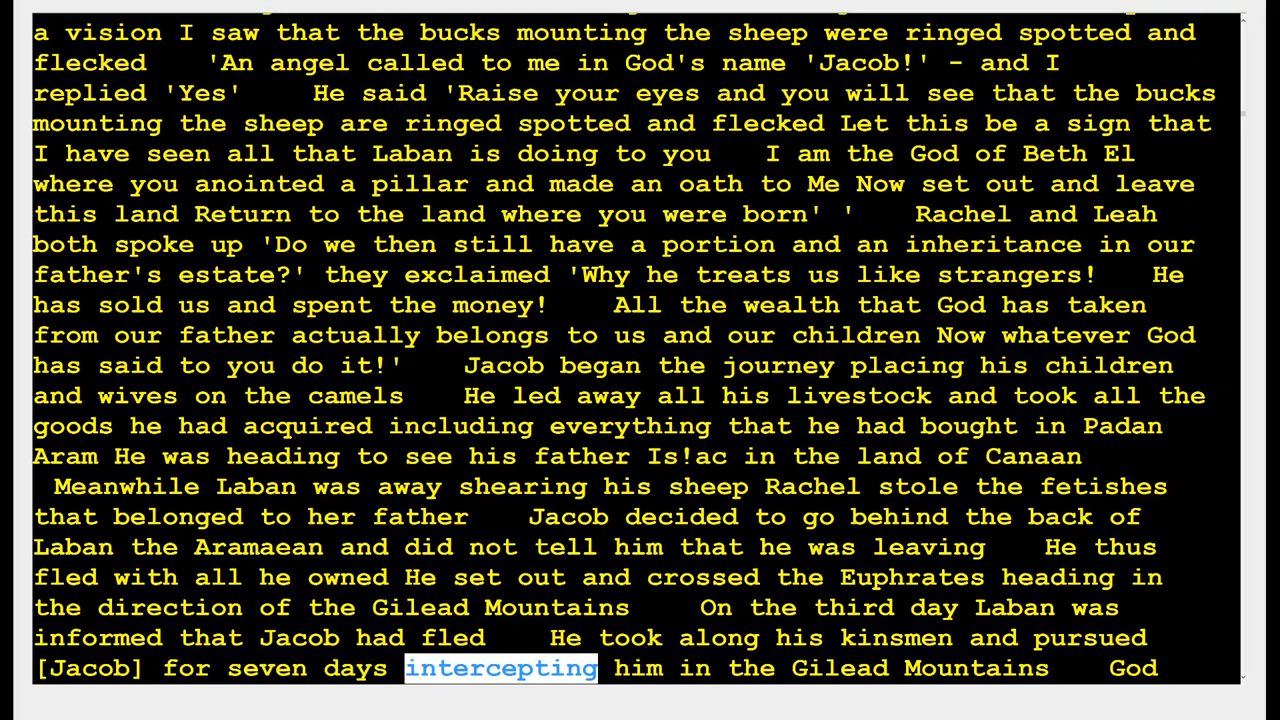 a vision I saw that the bucks mounting the sheep were ringed spotted and
flecked    'An angel called to me in God's name 'Jacob!' - and I
replied 'Yes'     He said 'Raise your eyes and you will see that the bucks
mounting the sheep are ringed spotted and flecked Let this be a sign that
I have seen all that Laban is doing to you    I am the God of Beth El
where you anointed a pillar and made an oath to Me Now set out and leave
this land Return to the land where you were born' '    Rachel and Leah
both spoke up 'Do we then still have a portion and an inheritance in our
father's estate?' they exclaimed 'Why he treats us like strangers!    He
has sold us and spent the money!    All the wealth that God has taken
from our father actually belongs to us and our children Now whatever God
has said to you do it!'    Jacob began the journey placing his children
and wives on the camels    He led away all his livestock and took all the
goods he had acquired including everything that he had bought in Padan
Aram He was heading to see his father Is!ac in the land of Canaan
Meanwhile Laban was away shearing his sheep Rachel stole the fetishes
that belonged to her father    Jacob decided to go behind the back of
Laban the Aramaean and did not tell him that he was leaving    He thus
fled with all he owned He set out and crossed the Euphrates heading in
the direction of the Gilead Mountains    On the third day Laban was
informed that Jacob had fled    He took along his kinsmen and pursued
[Jacob] for seven days intercepting him in the Gilead Mountains    God